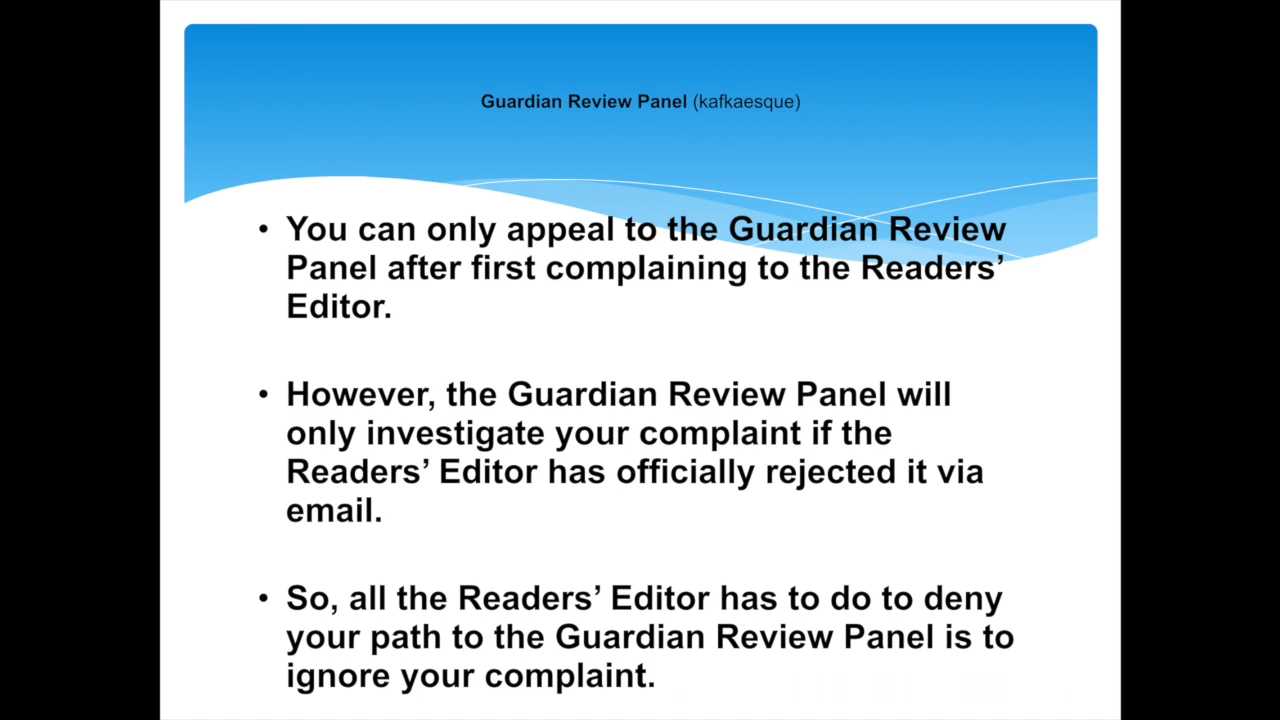 Guardian Review Panel (kafkaesque)
• You can only appeal to the Guardian Review
Panel after first complaining to the Readers’
Editor.
• However, the Guardian Review Panel will
only investigate your complaint if the
Readers’ Editor has officially rejected it via
email.
• So, all the Readers’ Editor has to do to deny
your path to the Guardian Review Panel is to
ignore your complaint.